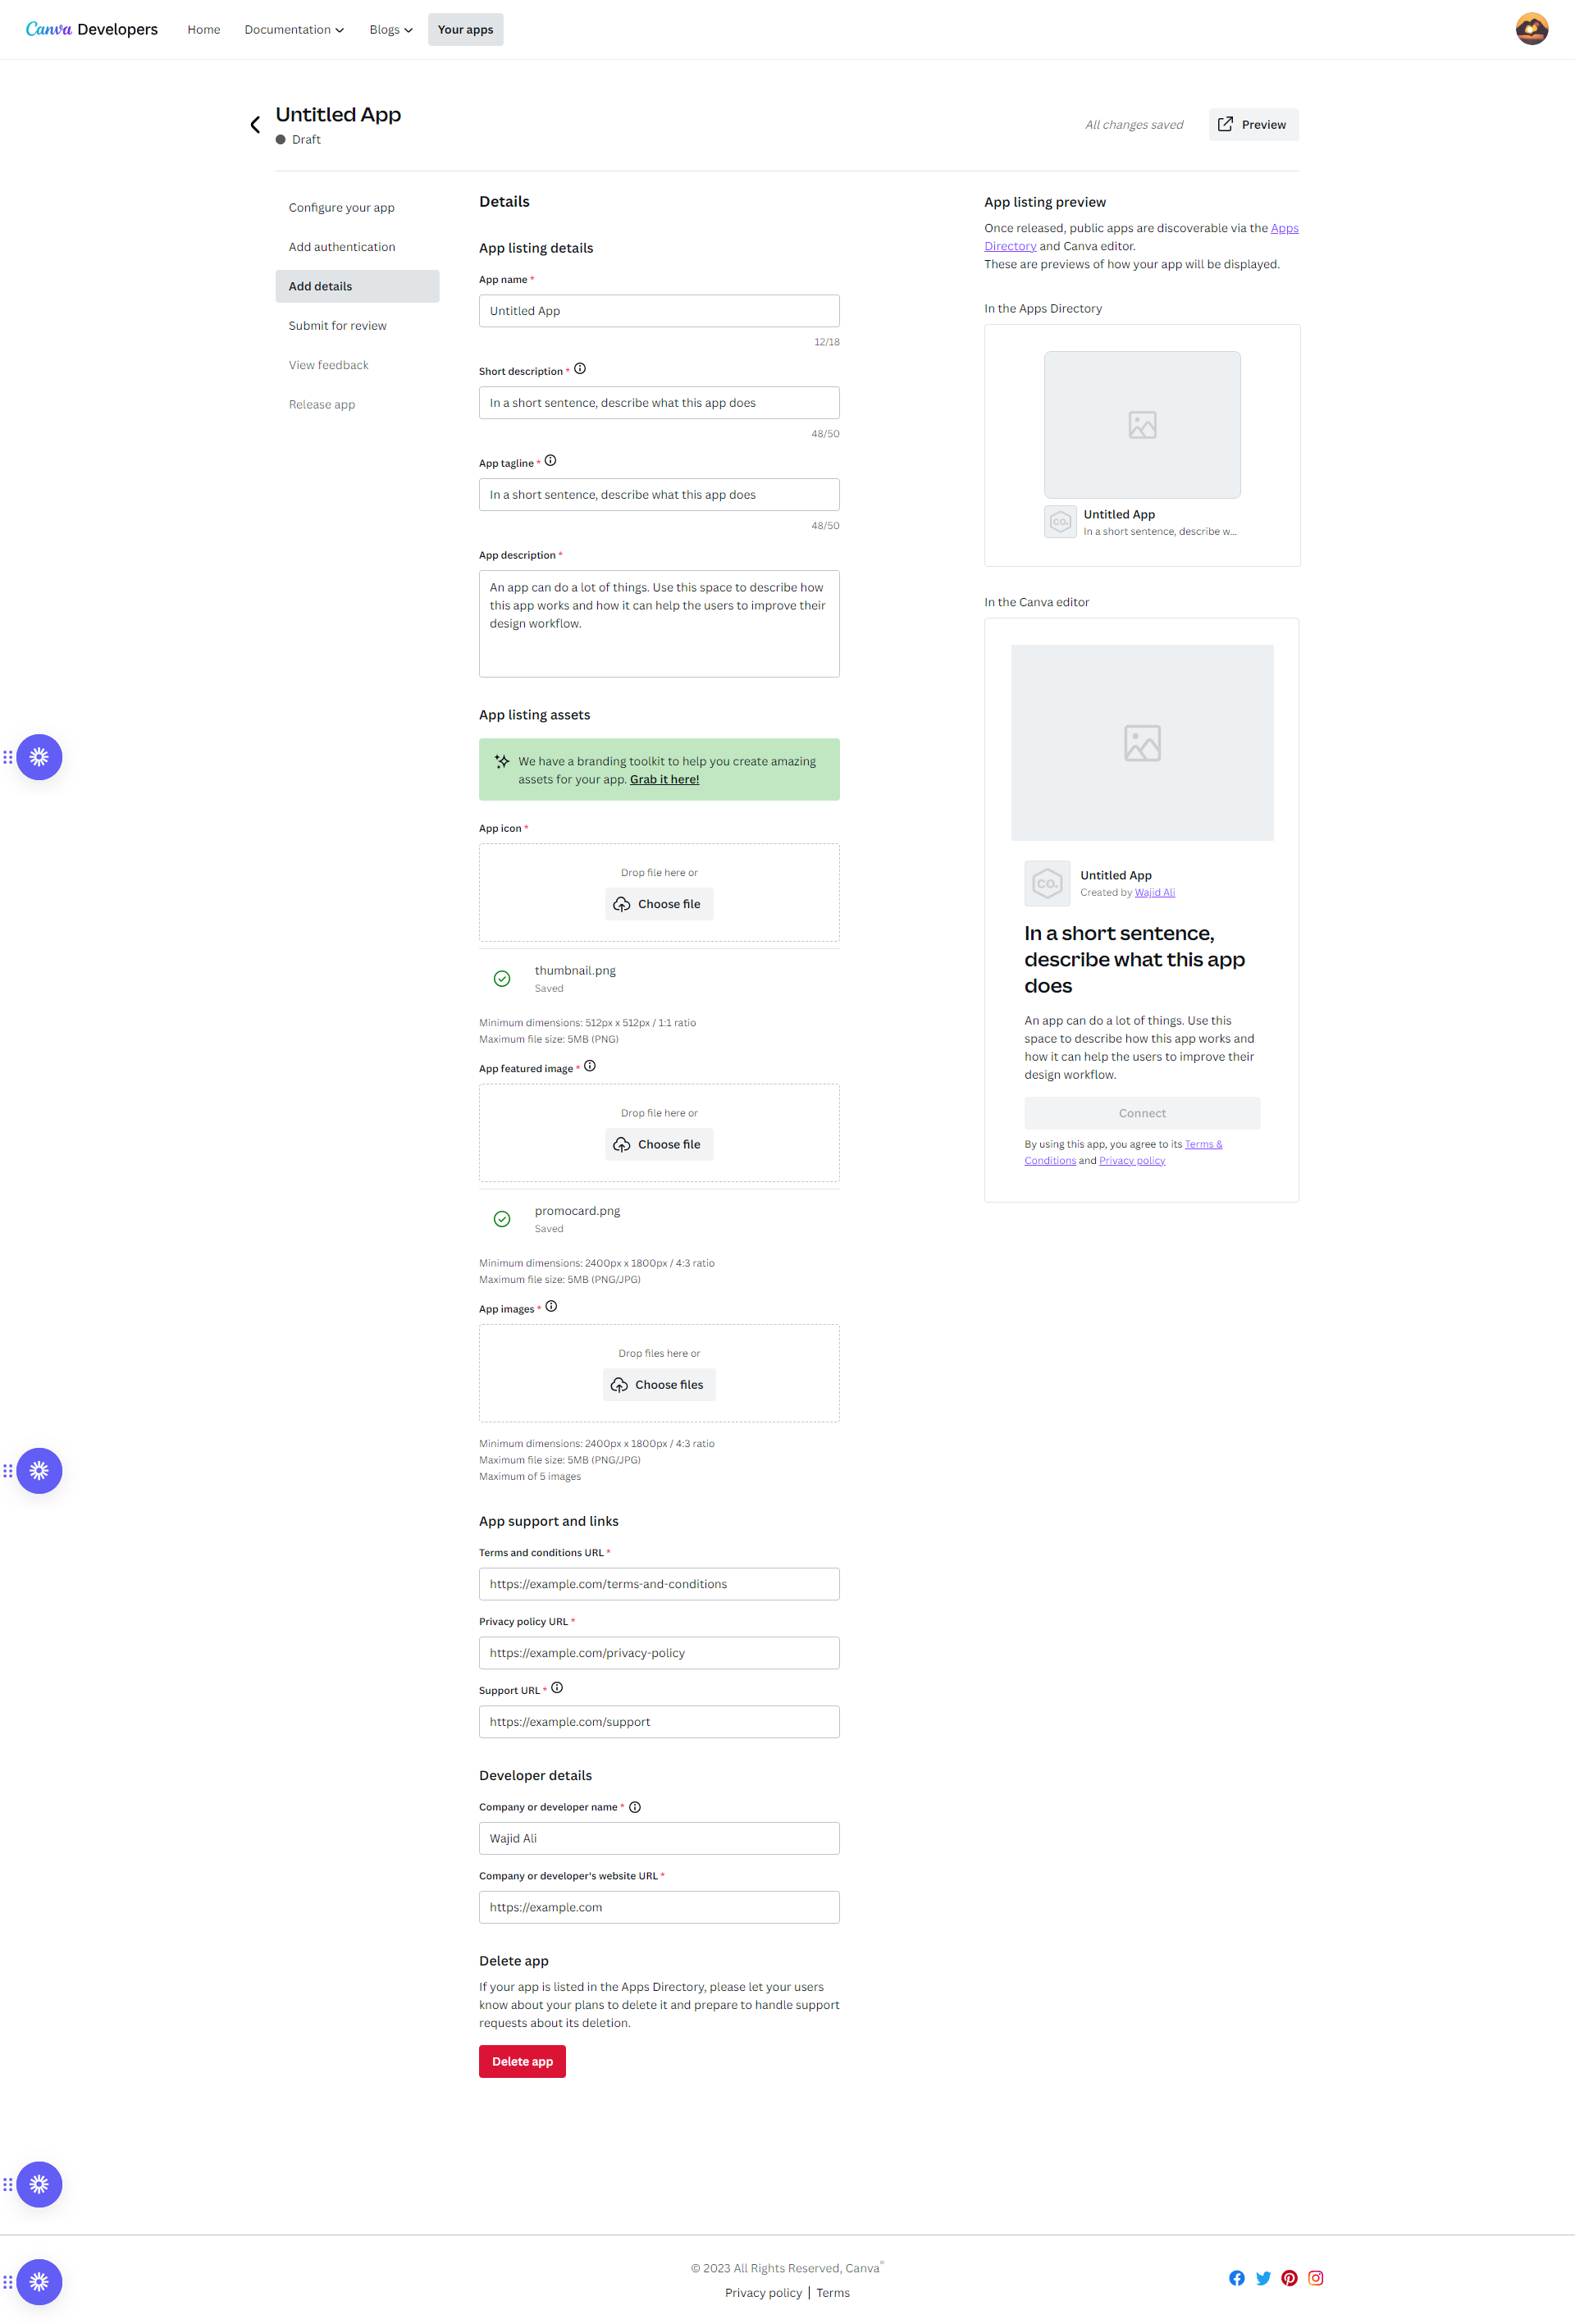 Canva Developers
Home
Documentation
Blogs
Your apps
Untitled App
Draft
All changes saved
Preview
Configure your app
Add authentication
Add details
Submit for review
View feedback
Release app
Details
App listing details
App name *
Untitled App
12/18
Short description *
In a short sentence, describe what this app does
48/50
App tagline *
In a short sentence, describe what this app does
48/50
App description *
An app can do a lot of things. Use this space to describe how
this app works and how it can help the users to improve their
design workflow.
App listing assets
We have a branding toolkit to help you create amazing
assets for your app. Grab it here!
App icon *
Drop file here or
Choose file
thumbnail.png
Saved
Minimum dimensions: 512px x 512px / 1:1 ratio
Maximum file size: 5MB (PNG)
App featured image *
Drop file here or
Choose file
promocard.png
Saved
Minimum dimensions: 2400px x 1800px / 4:3 ratio
Maximum file size: 5MB (PNG/JPG)
App images *
Drop files here or
Choose files
Minimum dimensions: 2400px x 1800px / 4:3 ratio
Maximum file size: 5MB (PNG/JPG)
Maximum of 5 images
App support and links
Terms and conditions URL *
https://example.com/terms-and-conditions
Privacy policy URL *
https://example.com/privacy-policy
Support URL *
https://example.com/support
Developer details
Company or developer name *
Wajid Ali
Company or developer's website URL *
https://example.com
Delete app
If your app is listed in the Apps Directory, please let your users
know about your plans to delete it and prepare to handle support
requests about its deletion.
Delete app
App listing preview
Once released, public apps are discoverable via the Apps
Directory and Canva editor.
These are previews of how your app will be displayed.
In the Apps Directory
CO.
Untitled App
In a short sentence, describe w...
In the Canva editor
CO.
Untitled App
Created by Wajid Ali
In a short sentence,
describe what this app
does
An app can do a lot of things. Use this
space to describe how this app works and
how it can help the users to improve their
design workflow.
Connect
By using this app, you agree to its Terms &
Conditions and Privacy policy
© 2023 All Rights Reserved, Canva®
Privacy policy | Terms